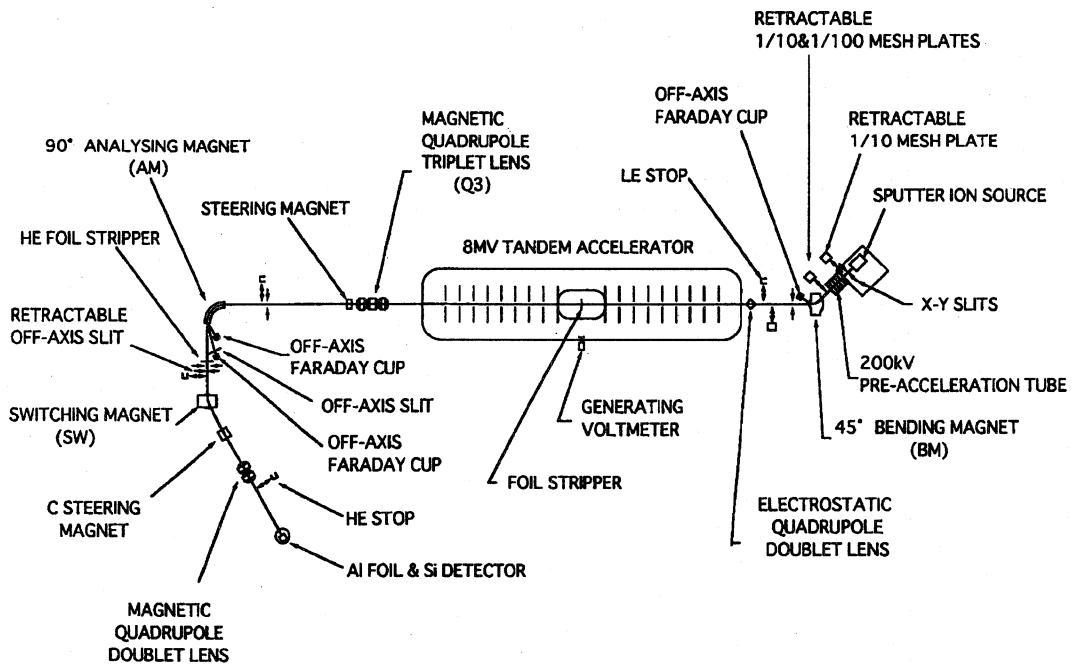 RETRACTABLE
1/10&1/100 MESH PLATES
OFF-AXIS
FARADAY CUP
RETRACTABLE
1/10 MESH PLATE
MAGNETIC
QUADRUPOLE
TRIPLET LENS
(Q3)
90° ANALYSING MAGNET
(AM)
LE STOP
SPUTTER ION SOURCE
STEERING MAGNET
HE FOIL STRIPPER
8MV TANDEM ACCELERATOR
X-Y SLITS
RETRACTABLE
OFF-AXIS SLIT
OFF-AXIS
FARADAY CUP
200kV
PRE-ACCELERATION TUBE
OFF-AXIS SLIT
GENERATING
VOLTMETER
SWITCHING MAGNET
(SW)
45° BENDING MAGNET
(BM)
OFF-AXIS
FARADAY CUP
FOIL STRIPPER
C STEERING
MAGNET
HE STOP
ELECTROSTATIC
QUADRUPOLE
DOUBLET LENS
Al FOIL & Si DETECTOR
MAGNETIC
QUADRUPOLE
DOUBLET LENS